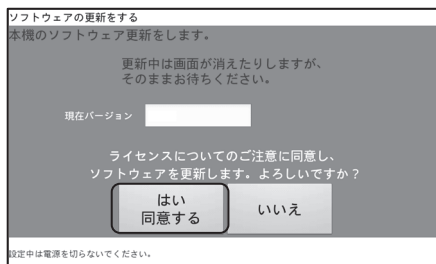 ソフトウェアの更新をする
本機のソフトウェア更新をします。
更新中は画面が消えたりしますが、
そのままお待ちください。
現在バージョン
ライセンスについてのご注意に同意し、
ソフトウェアを更新します。よろしいですか？
はい
同意する
いいえ
設定中は電源を切らないでください。